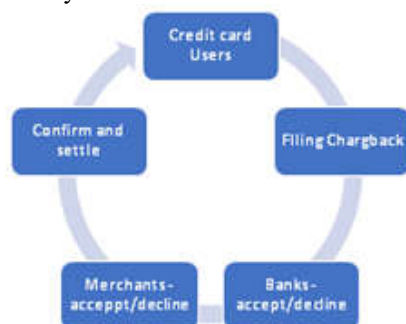 Credit card
Users
Filing Chargback
Banks-
accept/decline
Merchants-
acceppt/decline
Confirm and
settle